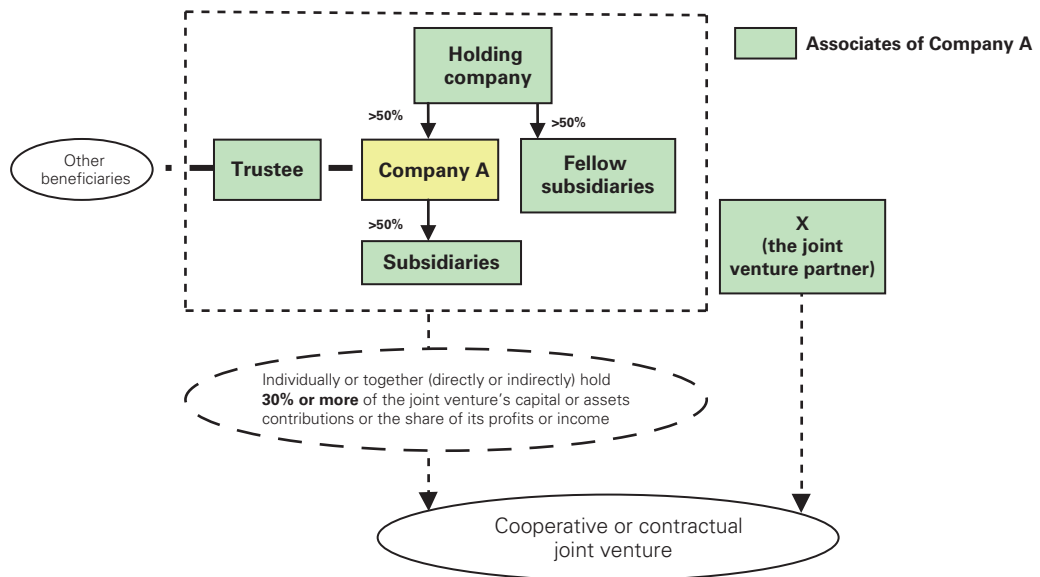 Associates of Company A
Holding
company
>50%
>50%
Other
beneficiaries
Trustee
Company A
Fellow
subsidiaries
>50%
Subsidiaries
X
(the joint
venture partner)
Individually or together (directly or indirectly) hold
30% or more of the joint venture's capital or assets
contributions or the share of its profits or income
Cooperative or contractual
joint venture